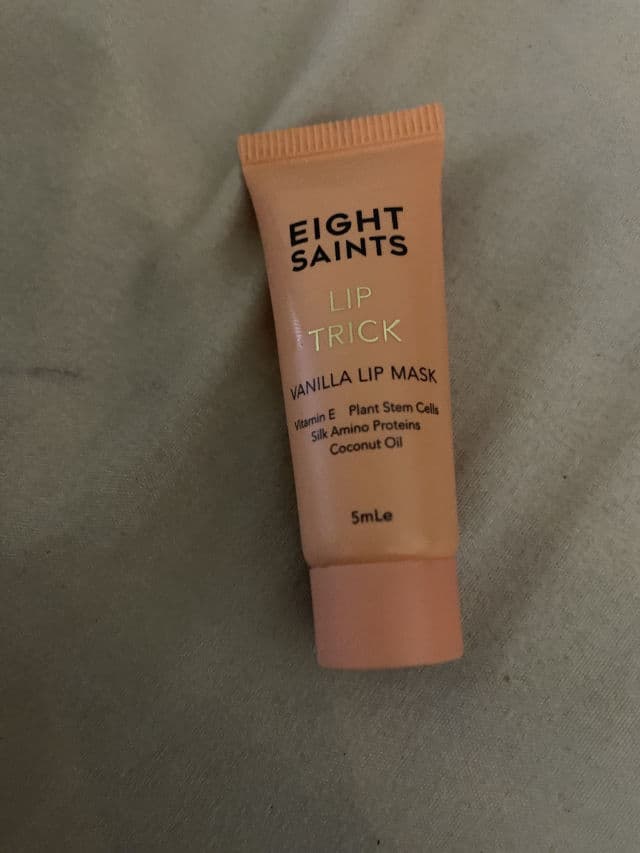 EIGHT
SAINTS
LIP
TRICK
VANILLA LIP MASK
Vitamin E Plant Stem Cells
Silk Amino Proteins
Coconut Oil
5mLe